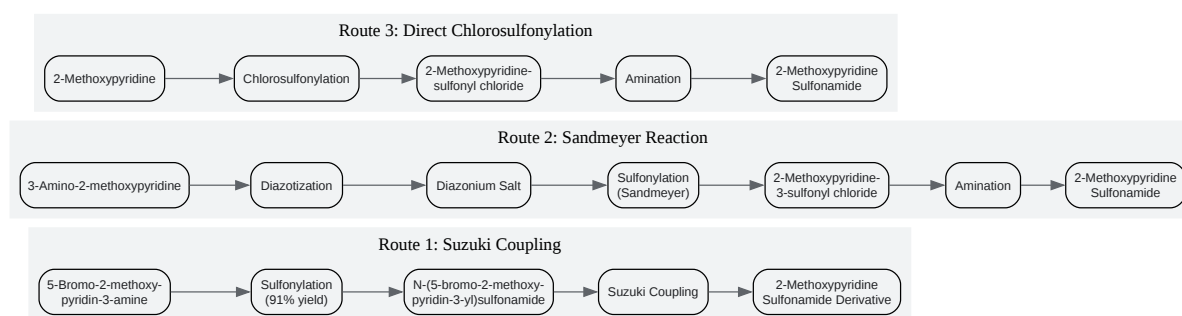 Route 3: Direct Chlorosulfonylation
2-Methoxypyridine
Chlorosulfonylation
2-Methoxypyridine-
sulfonyl chloride
Amination
2-Methoxypyridine
Sulfonamide
Route 2: Sandmeyer Reaction
3-Amino-2-methoxypyridine
Diazotization
Diazonium Salt
Sulfonylation
(Sandmeyer)
2-Methoxypyridine-
3-sulfonyl chloride
Amination
2-Methoxypyridine
Sulfonamide
Route 1: Suzuki Coupling
5-Bromo-2-methoxy-
pyridin-3-amine
Sulfonylation
(91% yield)
N-(5-bromo-2-methoxy-
pyridin-3-yl)sulfonamide
Suzuki Coupling
2-Methoxypyridine
Sulfonamide Derivative